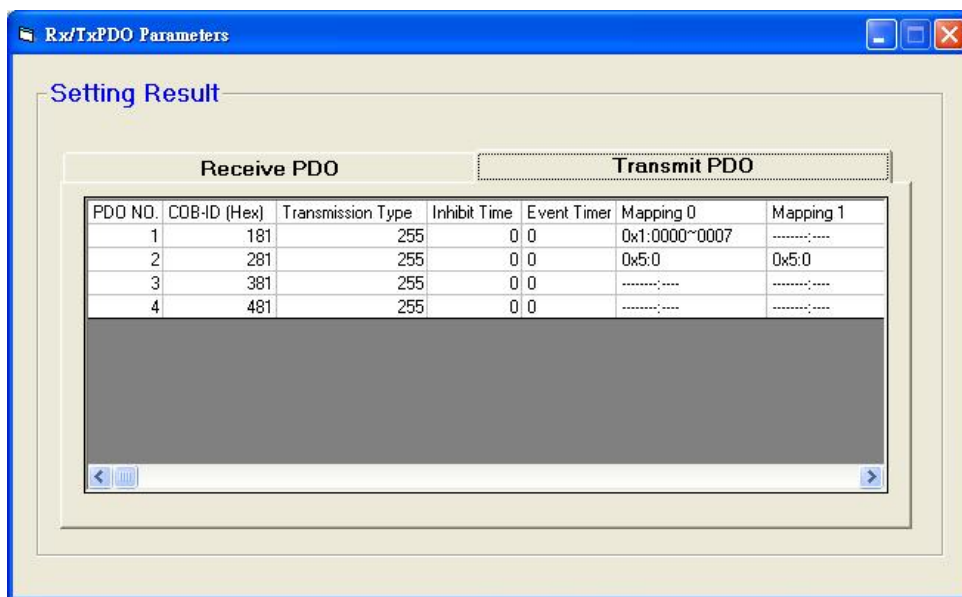 Rx/TxPDO Parameters
Setting Result
Receive PDO Transmit PDO
PDO NO. COB-ID (Hex) Transmission Type Inhibit Time Event Timer Mapping 0 Mapping 1
1 181 255 0 0 0x1:0000~0007 --------:----
2 281 255 0 0 0x5:0 0x5:0
3 381 255 0 0 --------:---- --------:----
4 481 255 0 0 --------:---- --------:----